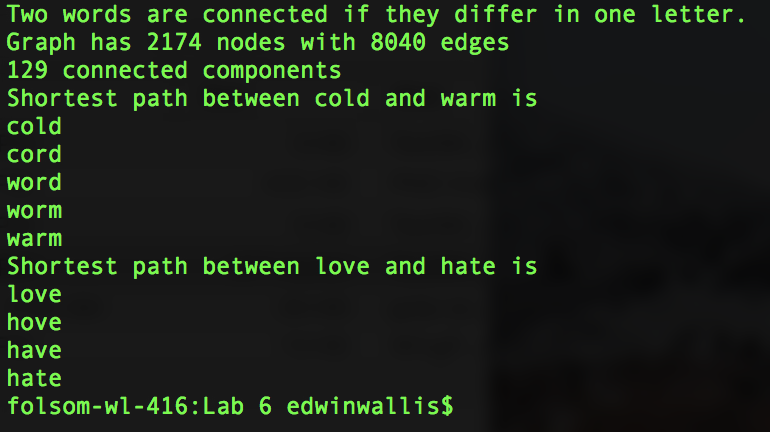 Two words are connected if they differ in one letter.
Graph has 2174 nodes with 8040 edges
129 connected components
Shortest path between cold and warm is
cold
cord
word
worm
warm
Shortest path between love and hate is
love
hove
have
hate
folsom-wl-416:Lab 6 edwinwallis$